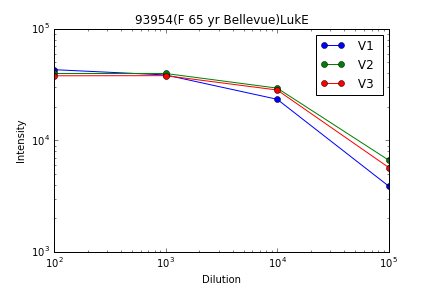 93954(F 65 yr Bellevue)LukE
10^5
V1
V2
V3
10^4
Intensity
10^3
10^2
10^3
10^4
10^5
Dilution